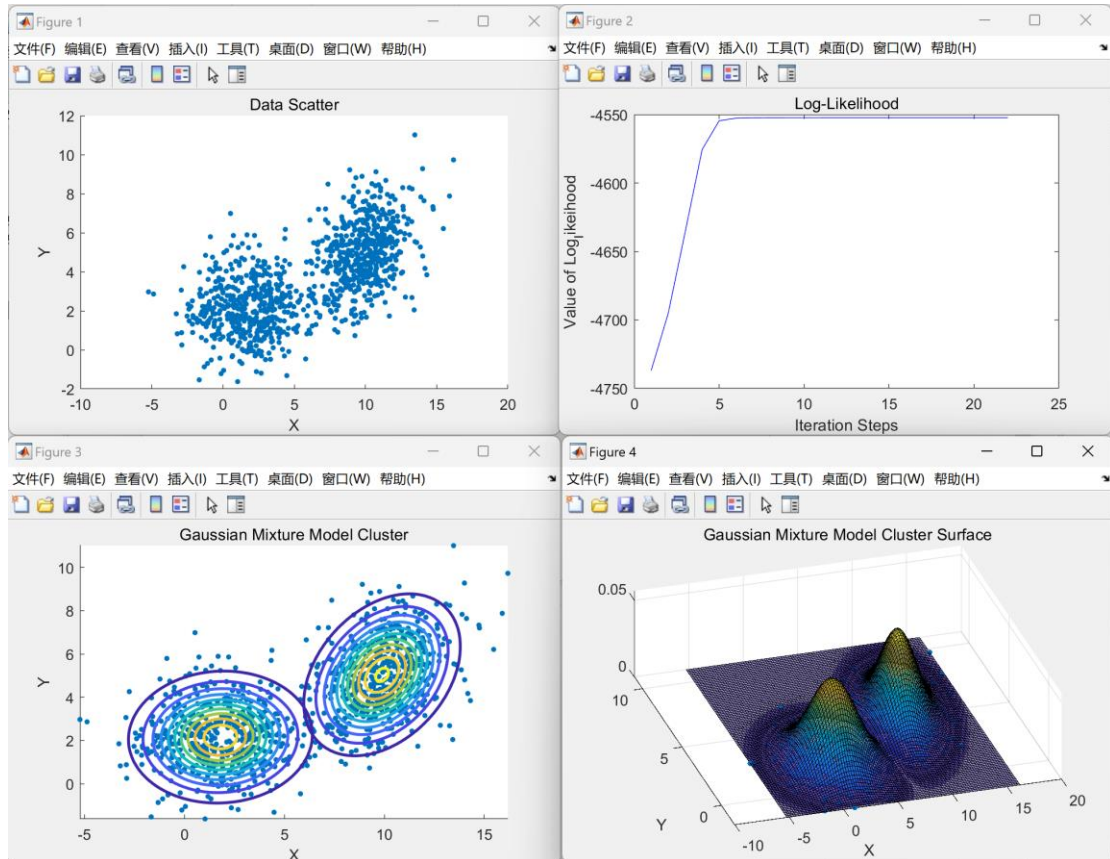 Figure 1
文件(F) 编辑(E) 查看(V) 插入(I) 工具(T) 桌面(D) 窗口(W) 帮助(H)
Data Scatter
12
10
8
6
4
2
0
-2
Y
-10 -5 0 5 10 15 20
X
Figure 2
文件(F) 编辑(E) 查看(V) 插入(I) 工具(T) 桌面(D) 窗口(W) 帮助(H)
Log-Likelihood
-4550
-4600
-4650
-4700
-4750
Value of Log_likeihood
0 5 10 15 20 25
Iteration Steps
Figure 3
文件(F) 编辑(E) 查看(V) 插入(I) 工具(T) 桌面(D) 窗口(W) 帮助(H)
Gaussian Mixture Model Cluster
10
8
6
4
2
0
Y
-5 0 5 10 15
X
Figure 4
文件(F) 编辑(E) 查看(V) 插入(I) 工具(T) 桌面(D) 窗口(W) 帮助(H)
Gaussian Mixture Model Cluster Surface
0.05
0
10
5
0
Y
-10 -5 0 5 10 15 20
X